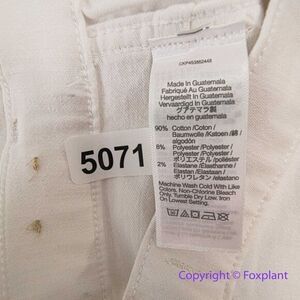 CKP453862448
Made In Guatemala
Fabriqué Au Guatemala
Hergestellt In Guatemala
Vervaardigd In Guatemala
グアテマラ製
hecho en guatemala
90% Cotton /Coton /
Baumwolle /Katoen /綿 /
algodón
8% Polyester /Polyester /
Polyester /Polyester /
ポリエステル /poliéster
2% Elastane /Elasthanne /
Elasthan /Elastaan /
ポリウレタン /elastano
Machine Wash Cold With Like
Colors. Non-Chlorine Bleach
Only. Tumble Dry Low. Iron
On Lowest Setting.
5071
Copyright © Foxplant